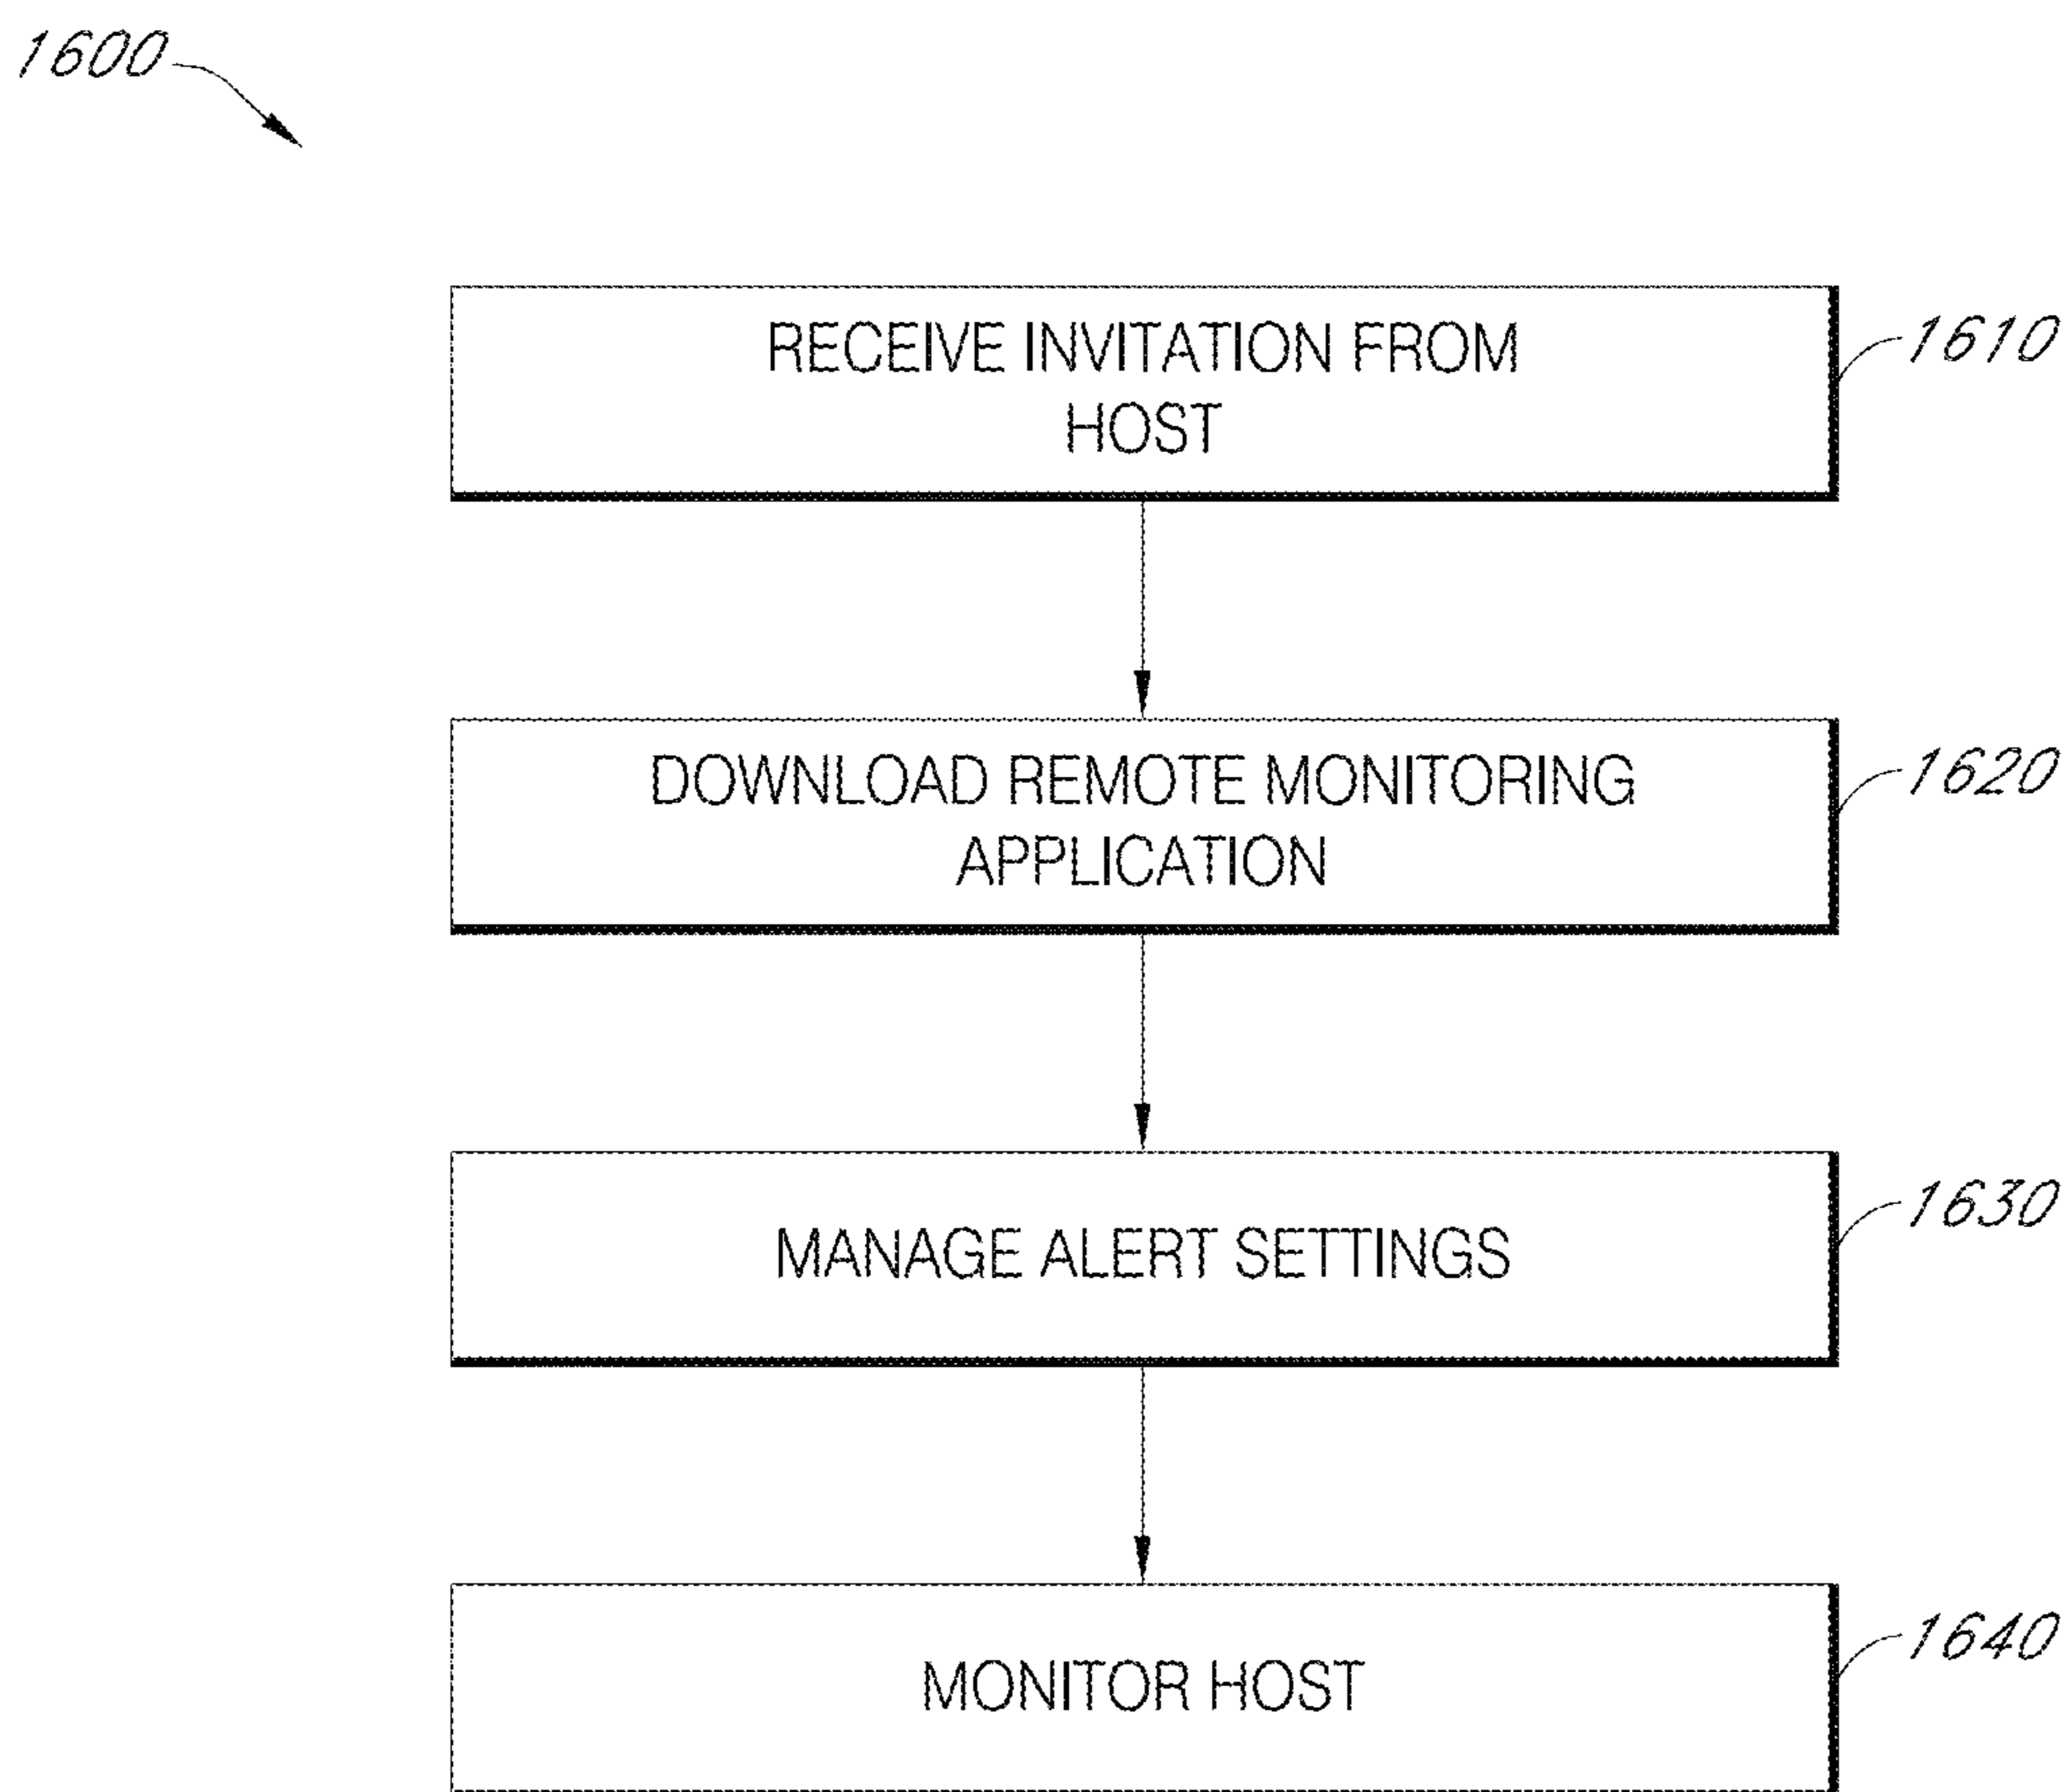 1600
RECEIVE INVITATION FROM
HOST
1610
DOWNLOAD REMOTE MONITORING
APPLICATION
1620
MANAGE ALERT SETTINGS
1630
MONITOR HOST
1640